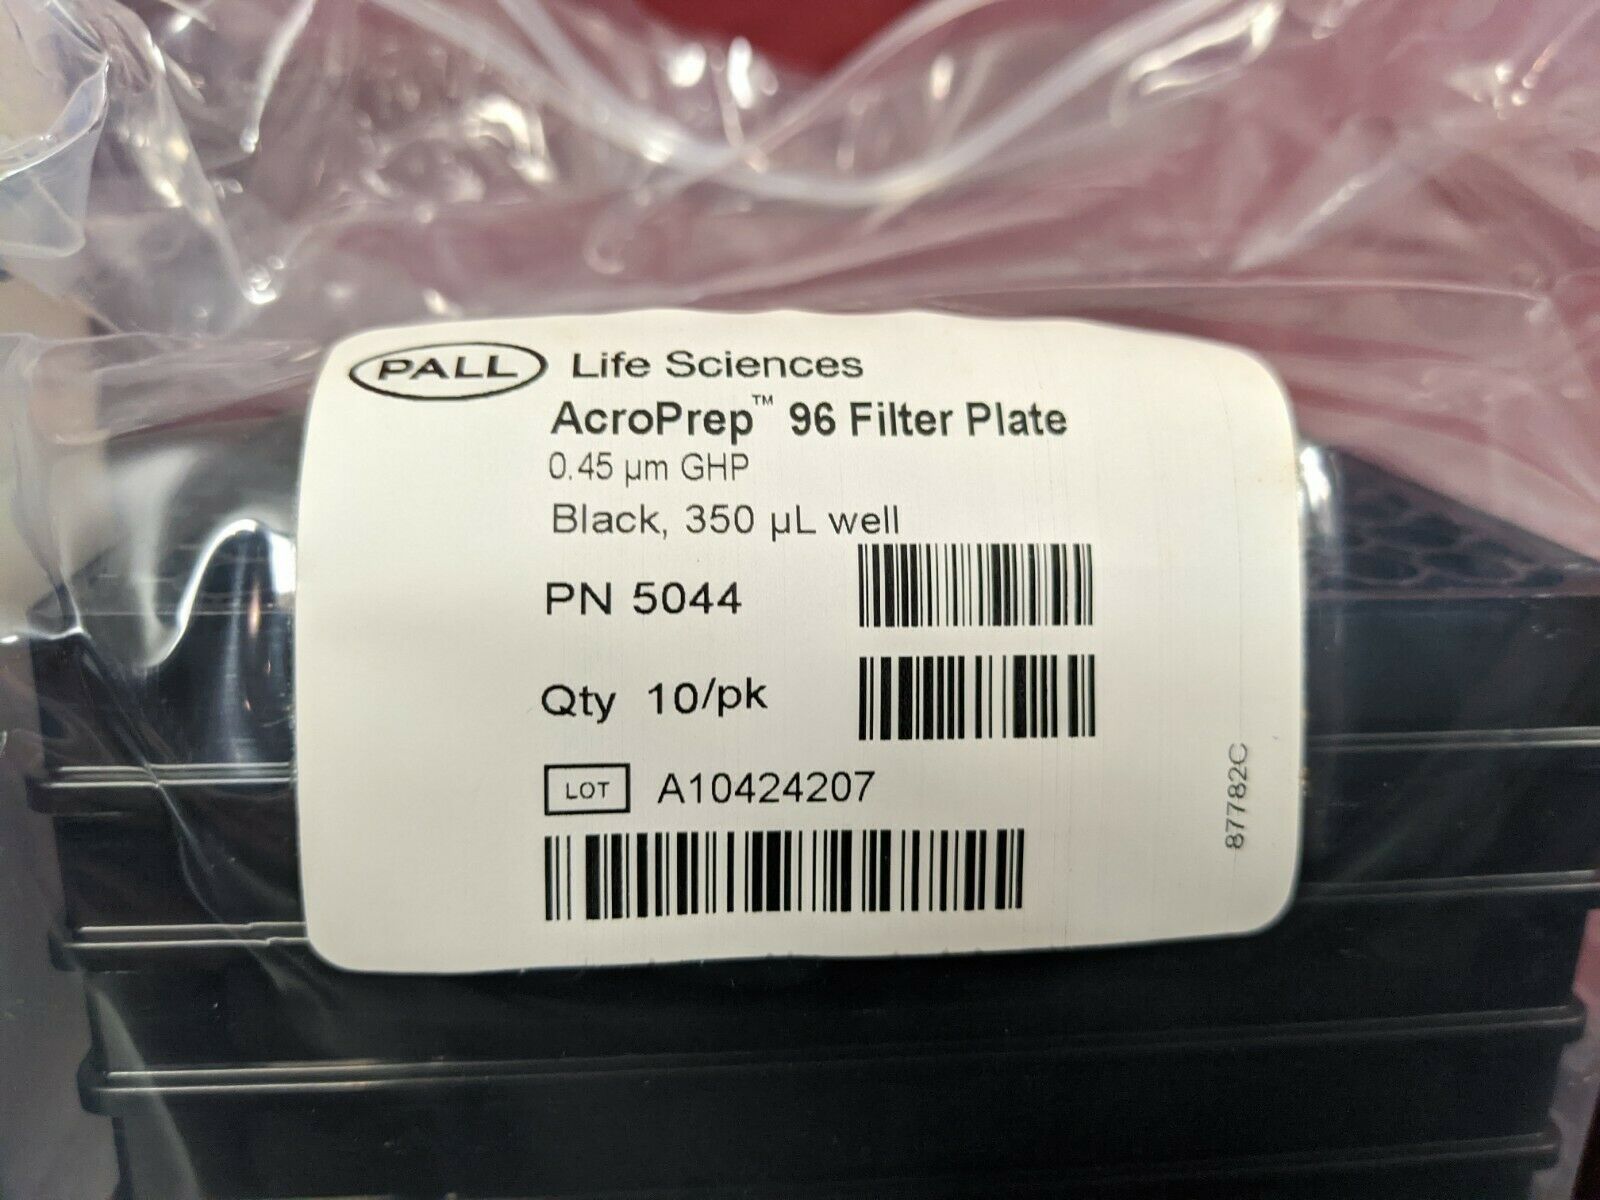 PALL Life Sciences
AcroPrep™ 96 Filter Plate
0.45 µm GHP
Black, 350 µL well
PN 5044
Qty 10/pk
LOT A10424207
87782C